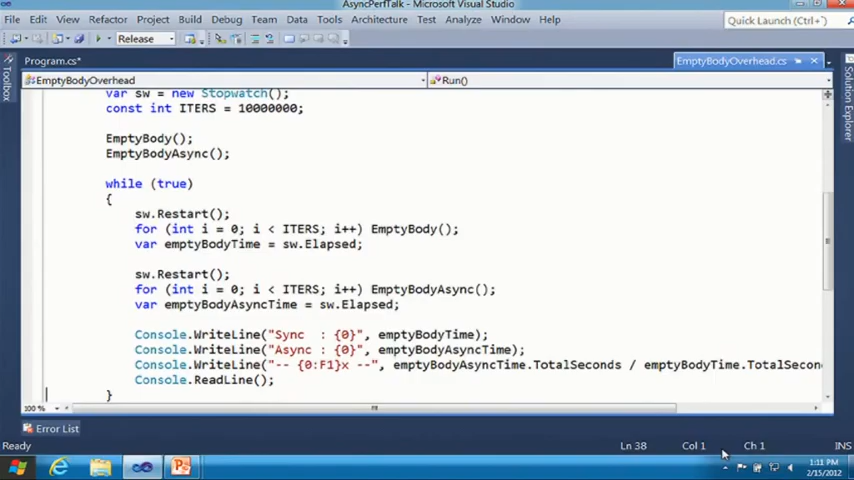 AsyncPerfTalk - Microsoft Visual Studio
File Edit View Refactor Project Build Debug Team Data Tools Architecture Test Analyze Window Help
Quick Launch (Ctrl+
Release
Program.cs* EmptyBodyOverhead.cs
Toolbox
EmptyBodyOverhead Run()
Solution Explorer
var sw = new Stopwatch();
const int ITERS = 10000000;
EmptyBody();
EmptyBodyAsync();
while (true)
{
sw.Restart();
for (int i = 0; i < ITERS; i++) EmptyBody();
var emptyBodyTime = sw.Elapsed;
sw.Restart();
for (int i = 0; i < ITERS; i++) EmptyBodyAsync();
var emptyBodyAsyncTime = sw.Elapsed;
Console.WriteLine("Sync  : {0}", emptyBodyTime);
Console.WriteLine("Async : {0}", emptyBodyAsyncTime);
Console.WriteLine("-- {0:F1}x --", emptyBodyAsyncTime.TotalSeconds / emptyBodyTime.TotalSecon
Console.ReadLine();
}
100 %
Error List
Ready Ln 38 Col 1 Ch 1 INS
1:11 PM
2/15/2012